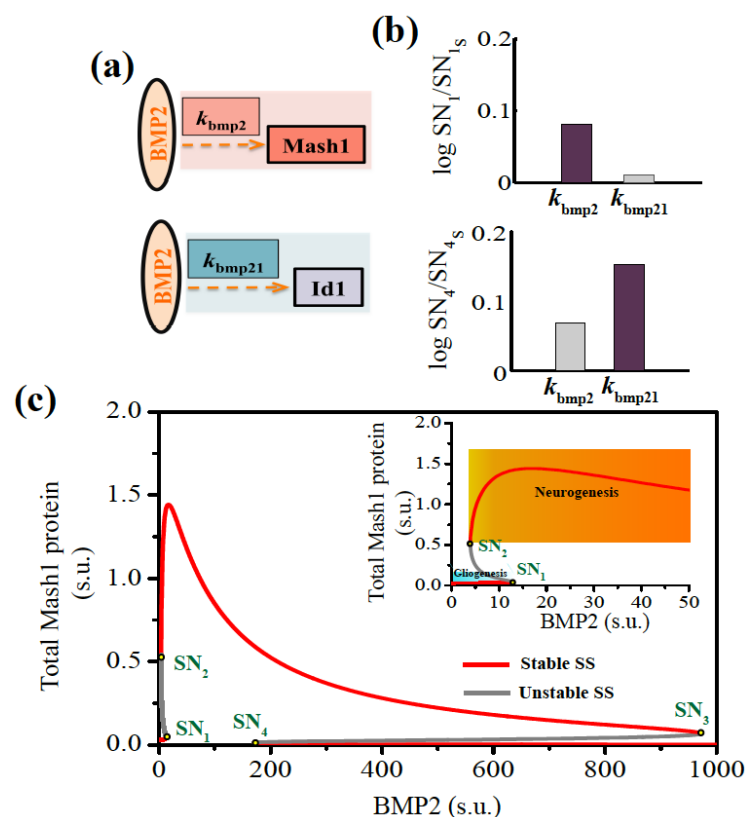 (a)
BMP2
k_bmp2
Mash1
BMP2
k_bmp21
Id1
(b)
log SN₁/SN₁ₛ
0.2
0.1
0
k_bmp2 k_bmp21
log SN₄/SN₄ₛ
0.2
0.1
0
k_bmp2 k_bmp21
(c)
Total Mash1 protein
(s.u.)
2.0
1.5
1.0
0.5
0.0
SN₂
SN₁
SN₄
SN₃
0 200 400 600 800 1000
BMP2 (s.u.)
Stable SS
Unstable SS
Total Mash1 protein
(s.u.)
2.0
1.5
1.0
0.5
0.0
Neurogenesis
SN₂
Gliogenesis
SN₁
0 10 20 30 40 50
BMP2 (s.u.)